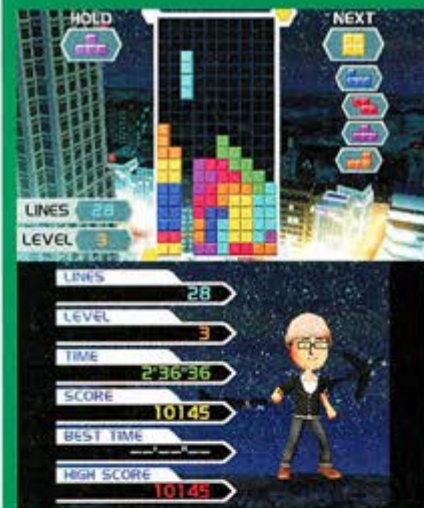 HOLD
NEXT
LINES 28
LEVEL 3
LINES
28
LEVEL
3
TIME
2'36"36
SCORE
10145
BEST TIME
--'--"--
HIGH SCORE
10145